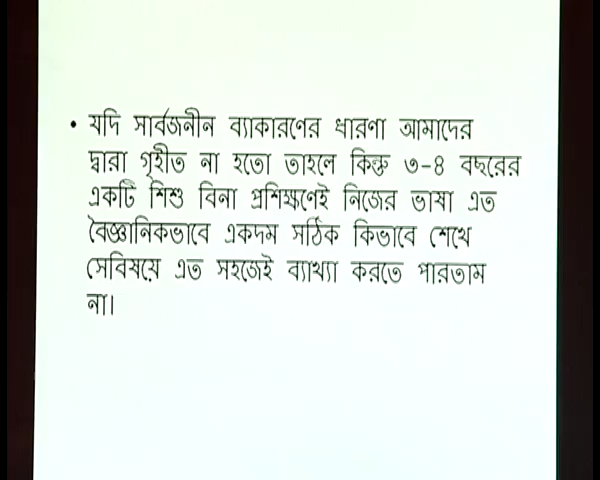 • যদি সার্বজনীন ব্যাকারণের ধারণা আমাদের
দ্বারা গৃহীত না হতো তাহলে কিন্তু ৩-৪ বছরের
একটি শিশু বিনা প্রশিক্ষণেই নিজের ভাষা এত
বৈজ্ঞানিকভাবে একদম সঠিক কিভাবে শেখে
সেবিষয়ে এত সহজেই ব্যাখ্যা করতে পারতাম
না।